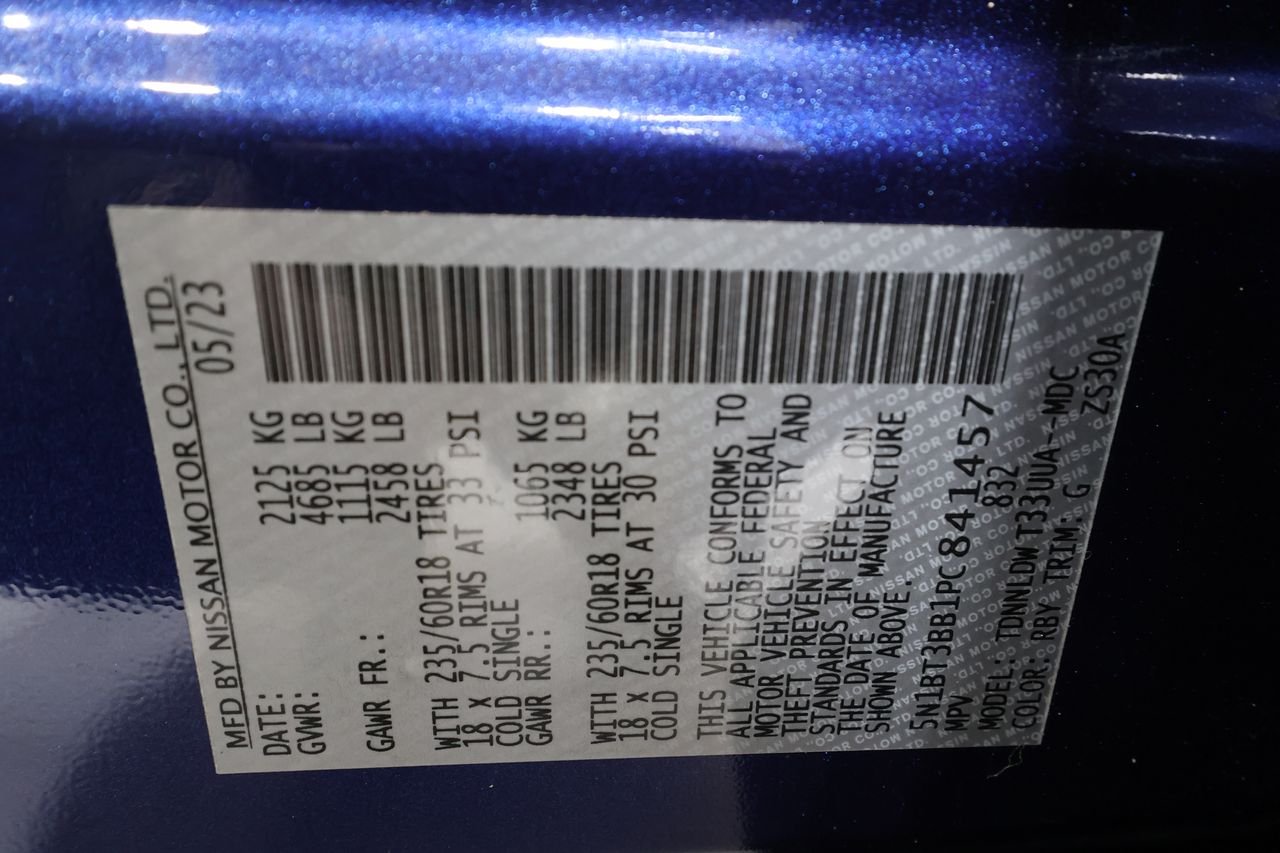 MFD BY NISSAN MOTOR CO., LTD.
DATE: 05/23
GVWR: 2125 KG
4685 LB
GAWR FR.: 1115 KG
2458 LB
WITH 235/60R18 TIRES
18 X 7.5 RIMS AT 33 PSI
COLD SINGLE
GAWR RR.: 1065 KG
2348 LB
WITH 235/60R18 TIRES
18 X 7.5 RIMS AT 30 PSI
COLD SINGLE
THIS VEHICLE CONFORMS TO
ALL APPLICABLE FEDERAL
MOTOR VEHICLE SAFETY AND
THEFT PREVENTION
STANDARDS IN EFFECT ON
THE DATE OF MANUFACTURE
SHOWN ABOVE.
5N1BT3BB1PC841457
MPV 832
MODEL: TDNNLDWT33UUA--MDC
COLOR: RBY TRIM: G ZS30A